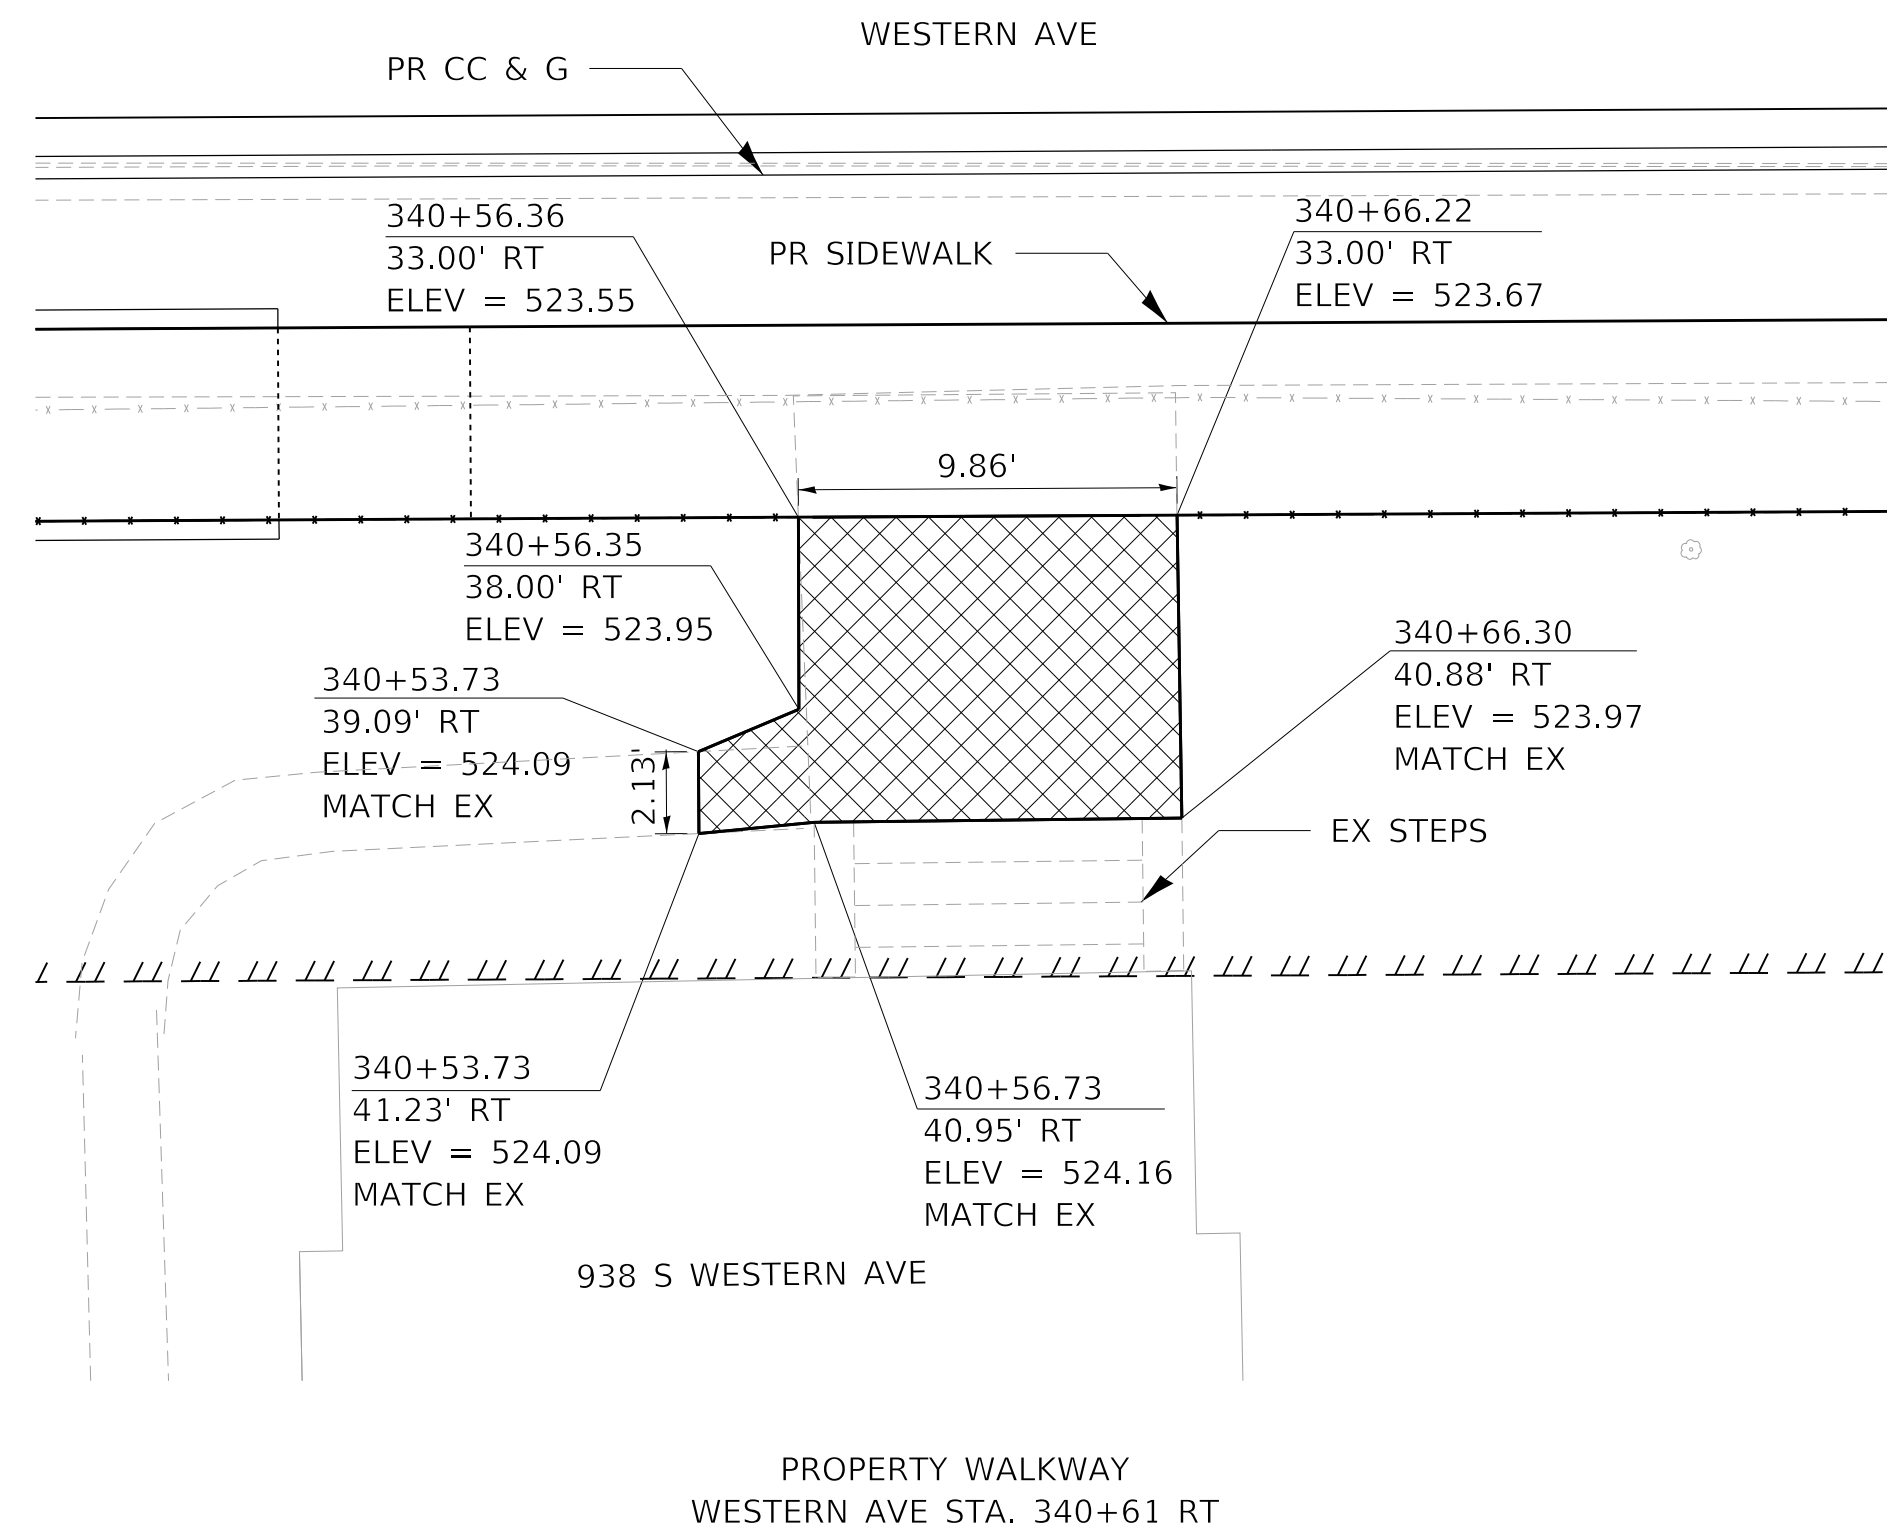 WESTERN AVE
PR CC & G
340+56.36
33.00' RT
ELEV = 523.55
PR SIDEWALK
340+66.22
33.00' RT
ELEV = 523.67
9.86'
340+56.35
38.00' RT
ELEV = 523.95
340+53.73
39.09' RT
ELEV = 524.09
MATCH EX
2.13'
340+66.30
40.88' RT
ELEV = 523.97
MATCH EX
EX STEPS
340+53.73
41.23' RT
ELEV = 524.09
MATCH EX
340+56.73
40.95' RT
ELEV = 524.16
MATCH EX
938 S WESTERN AVE
PROPERTY WALKWAY
WESTERN AVE STA. 340+61 RT